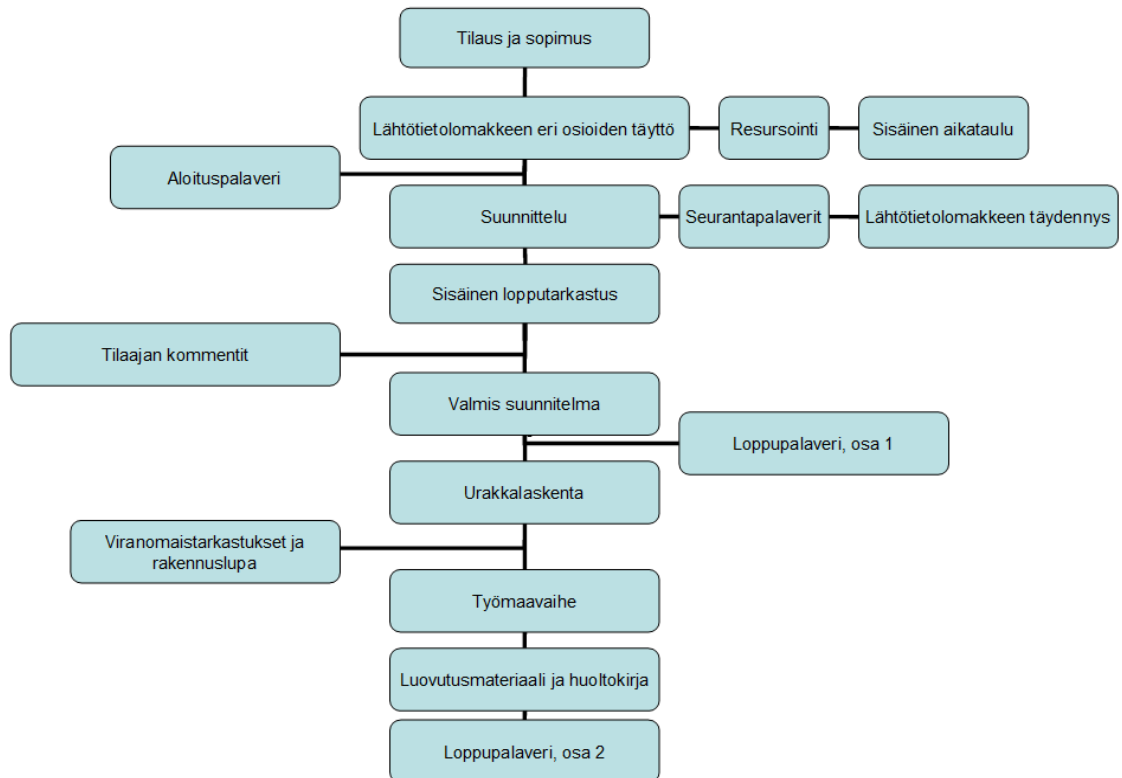 Tilaus ja sopimus
Lähtötietolomakkeen eri osioiden täyttö
Resursointi
Sisäinen aikataulu
Aloituspalaveri
Suunnittelu
Seurantapalaverit
Lähtötietolomakkeen täydennys
Sisäinen lopputarkastus
Tilaajan kommentit
Valmis suunnitelma
Loppupalaveri, osa 1
Urakkalaskenta
Viranomaistarkastukset ja
rakennuslupa
Työmaavaihe
Luovutusmateriaali ja huoltokirja
Loppupalaveri, osa 2